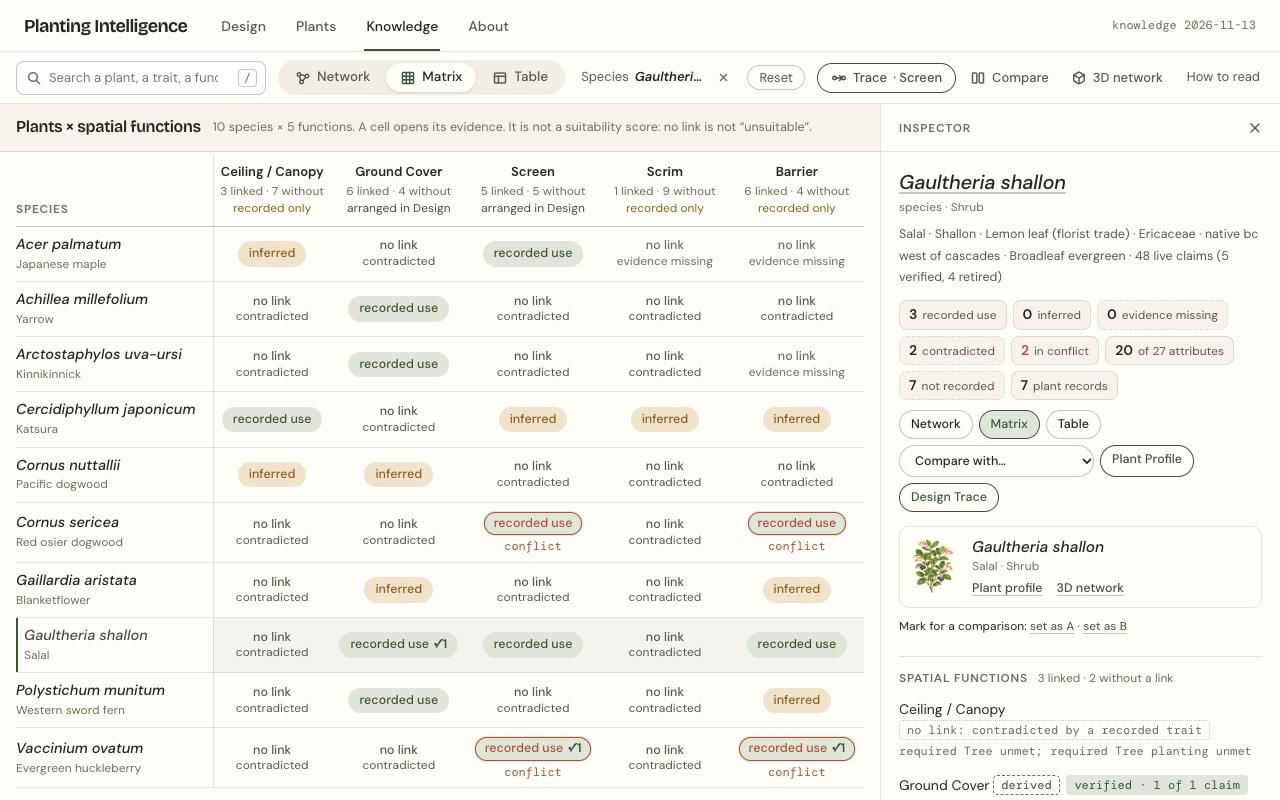 Planting Intelligence Design Plants Knowledge About knowledge 2026-11-13
Search a plant, a trait, a func / Network Matrix Table Species Gaultheri... × Reset Trace · Screen Compare 3D network How to read
Plants × spatial functions 10 species × 5 functions. A cell opens its evidence. It is not a suitability score: no link is not “unsuitable”.
SPECIES Ceiling / Canopy Ground Cover Screen Scrim Barrier
3 linked · 7 without 6 linked · 4 without 5 linked · 5 without 1 linked · 9 without 6 linked · 4 without
recorded only arranged in Design arranged in Design recorded only recorded only
Acer palmatum inferred no link recorded use no link no link
Japanese maple contradicted evidence missing evidence missing
Achillea millefolium no link recorded use no link no link no link
Yarrow contradicted contradicted contradicted contradicted
Arctostaphylos uva-ursi no link recorded use no link no link no link
Kinnikinnick contradicted contradicted contradicted evidence missing
Cercidiphyllum japonicum recorded use no link inferred inferred inferred
Katsura contradicted
Cornus nuttallii inferred inferred no link no link no link
Pacific dogwood contradicted contradicted contradicted
Cornus sericea no link no link recorded use no link recorded use
Red osier dogwood contradicted contradicted conflict contradicted conflict
Gaillardia aristata no link inferred no link no link inferred
Blanketflower contradicted contradicted contradicted
Gaultheria shallon no link recorded use ✓1 recorded use no link recorded use
Salal contradicted contradicted
Polystichum munitum no link recorded use no link no link inferred
Western sword fern contradicted contradicted contradicted
Vaccinium ovatum no link no link recorded use ✓1 no link recorded use ✓1
Evergreen huckleberry contradicted contradicted conflict contradicted conflict
INSPECTOR ×
Gaultheria shallon
species · Shrub
Salal · Shallon · Lemon leaf (florist trade) · Ericaceae · native bc
west of cascades · Broadleaf evergreen · 48 live claims (5
verified, 4 retired)
3 recorded use 0 inferred 0 evidence missing
2 contradicted 2 in conflict 20 of 27 attributes
7 not recorded 7 plant records
Network Matrix Table
Compare with... Plant Profile
Design Trace
Gaultheria shallon
Salal · Shrub
Plant profile 3D network
Mark for a comparison: set as A · set as B
SPATIAL FUNCTIONS 3 linked · 2 without a link
Ceiling / Canopy
no link: contradicted by a recorded trait
required Tree unmet; required Tree planting unmet
Ground Cover derived verified · 1 of 1 claim